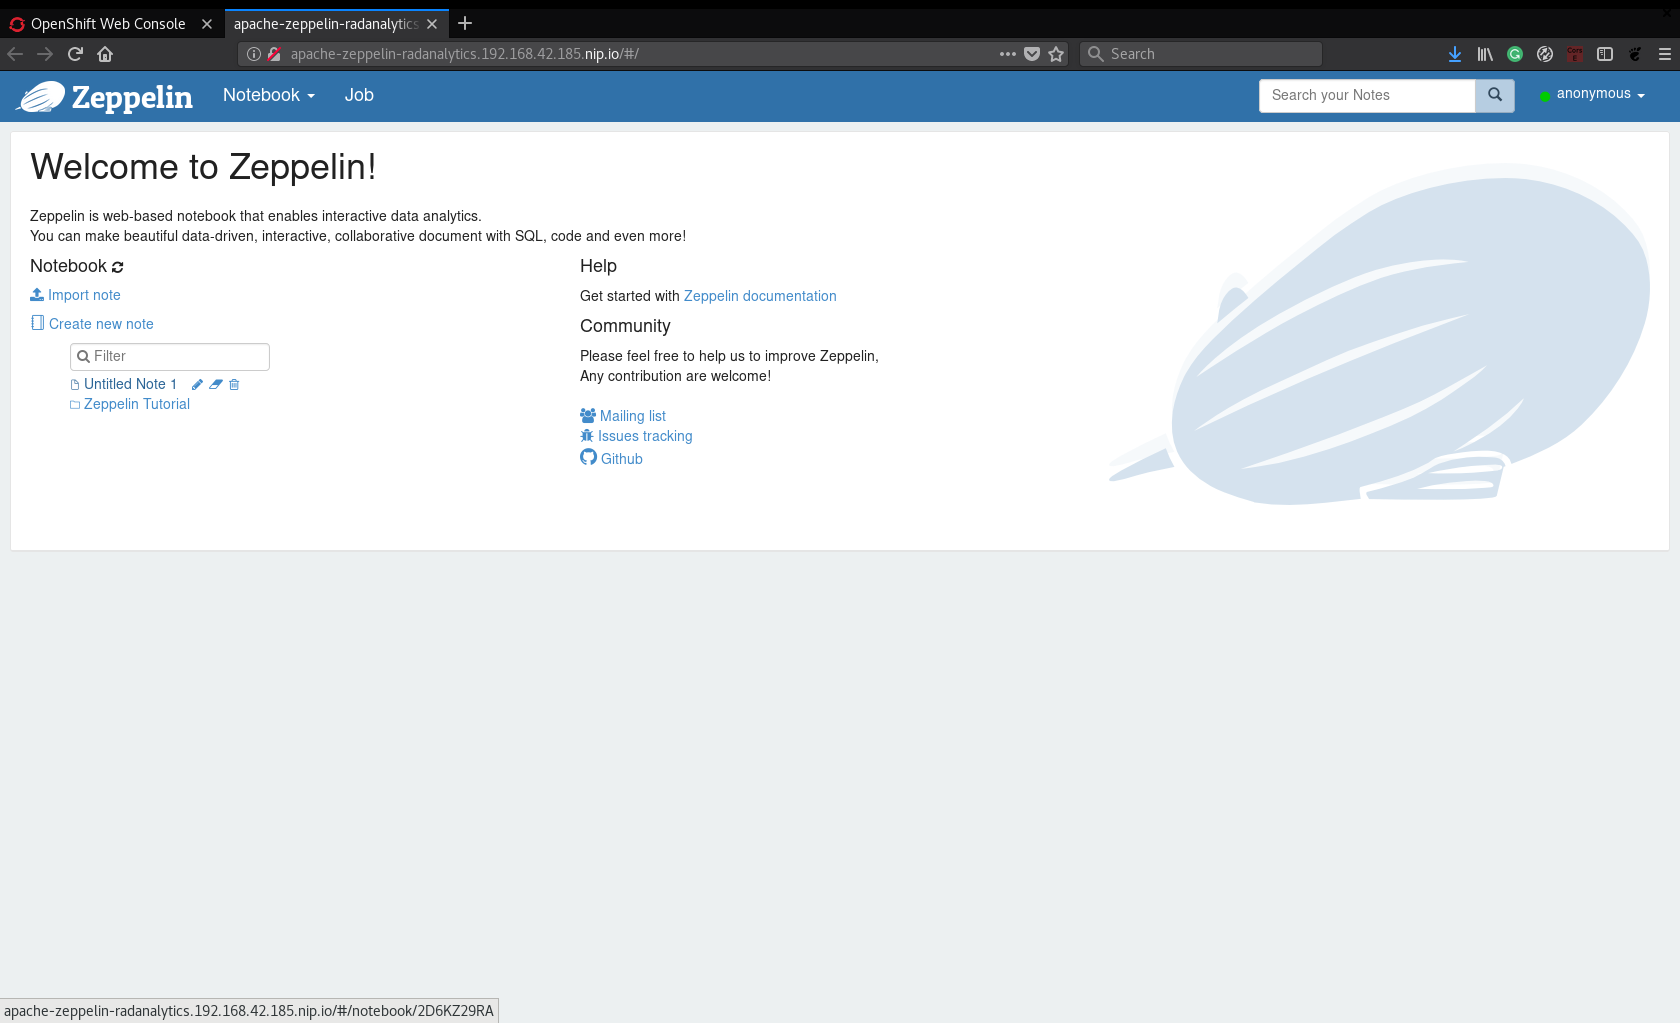 OpenShift Web Console
apache-zeppelin-radanalytics
apache-zeppelin-radanalytics.192.168.42.185.nip.io/#/
Search
Zeppelin
Notebook
Job
Search your Notes
anonymous
Welcome to Zeppelin!
Zeppelin is web-based notebook that enables interactive data analytics.
You can make beautiful data-driven, interactive, collaborative document with SQL, code and even more!
Notebook
Import note
Create new note
Filter
Untitled Note 1
Zeppelin Tutorial
Help
Get started with Zeppelin documentation
Community
Please feel free to help us to improve Zeppelin,
Any contribution are welcome!
Mailing list
Issues tracking
Github
apache-zeppelin-radanalytics.192.168.42.185.nip.io/#/notebook/2D6KZ29RA